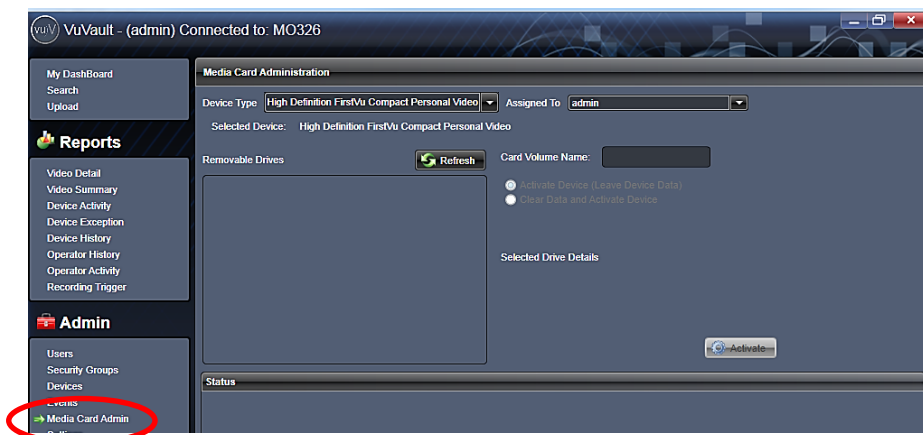 vuiV VuVault - (admin) Connected to: MO326
My DashBoard
Search
Upload
Reports
Video Detail
Video Summary
Device Activity
Device Exception
Device History
Operator History
Operator Activity
Recording Trigger
Admin
Users
Security Groups
Devices
Events
Media Card Admin
Media Card Administration
Device Type High Definition FirstVu Compact Personal Video Assigned To admin
Selected Device: High Definition FirstVu Compact Personal Video
Removable Drives Refresh Card Volume Name:
Activate Device (Leave Device Data)
Clear Data and Activate Device
Selected Drive Details
Activate
Status